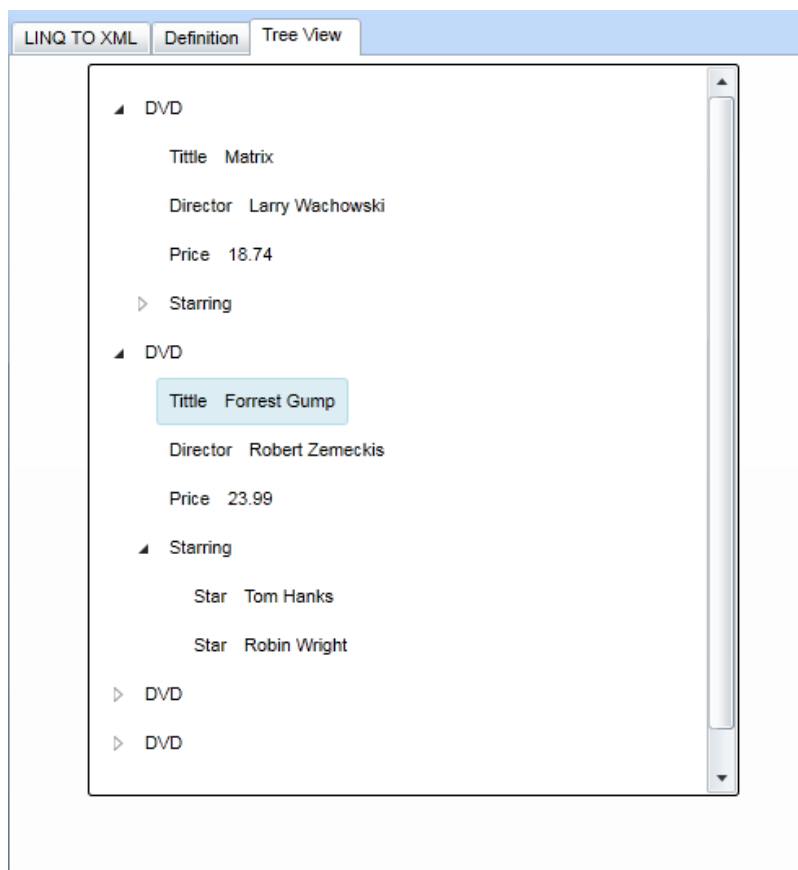 LINQ TO XML Definition Tree View
DVD
Tittle Matrix
Director Larry Wachowski
Price 18.74
Starring
DVD
Tittle Forrest Gump
Director Robert Zemeckis
Price 23.99
Starring
Star Tom Hanks
Star Robin Wright
DVD
DVD